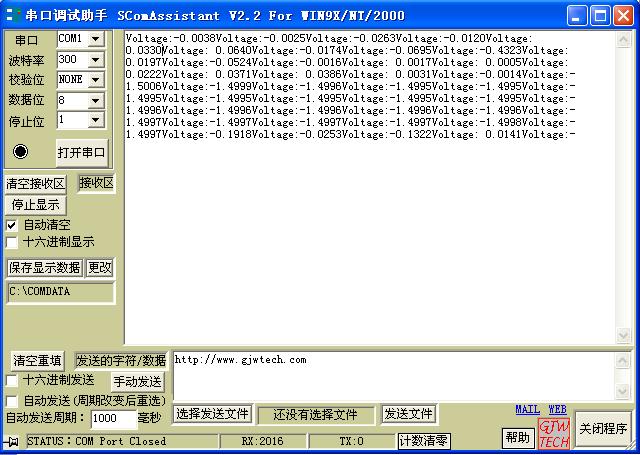 串口调试助手 SComAssistant V2.2 For WIN9X/NT/2000
串口 COM1
波特率 300
校验位 NONE
数据位 8
停止位 1
打开串口
清空接收区 接收区
停止显示
自动清空
十六进制显示
保存显示数据 更改
C:\COMDATA
Voltage:-0.0038Voltage:-0.0025Voltage:-0.0263Voltage:-0.0120Voltage:
0.0330Voltage: 0.0640Voltage:-0.0174Voltage:-0.0695Voltage:-0.4323Voltage:
0.0197Voltage:-0.0524Voltage:-0.0016Voltage: 0.0017Voltage: 0.0005Voltage:
0.0222Voltage: 0.0371Voltage: 0.0386Voltage: 0.0031Voltage:-0.0014Voltage:-
1.5006Voltage:-1.4999Voltage:-1.4996Voltage:-1.4995Voltage:-1.4995Voltage:-
1.4995Voltage:-1.4995Voltage:-1.4995Voltage:-1.4995Voltage:-1.4995Voltage:-
1.4996Voltage:-1.4996Voltage:-1.4996Voltage:-1.4996Voltage:-1.4996Voltage:-
1.4997Voltage:-1.4997Voltage:-1.4997Voltage:-1.4997Voltage:-1.4998Voltage:-
1.4997Voltage:-0.1918Voltage:-0.0253Voltage:-0.1322Voltage: 0.0141Voltage:-
清空重填 发送的字符/数据
http://www.gjwtech.com
十六进制发送 手动发送
自动发送(周期改变后重选)
自动发送周期: 1000 毫秒
选择发送文件 还没有选择文件 发送文件
MAIL WEB
帮助
GJW
TECH
关闭程序
STATUS：COM Port Closed RX:2016 TX:0 计数清零